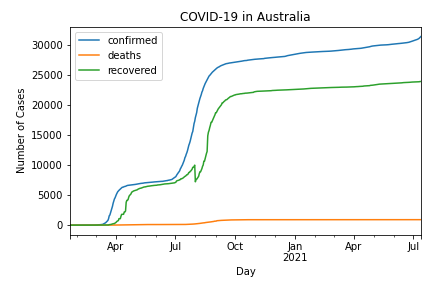 COVID-19 in Australia
confirmed
deaths
recovered
Number of Cases
30000
25000
20000
15000
10000
5000
0
Apr
Jul
Oct
Jan
2021
Apr
Jul
Day